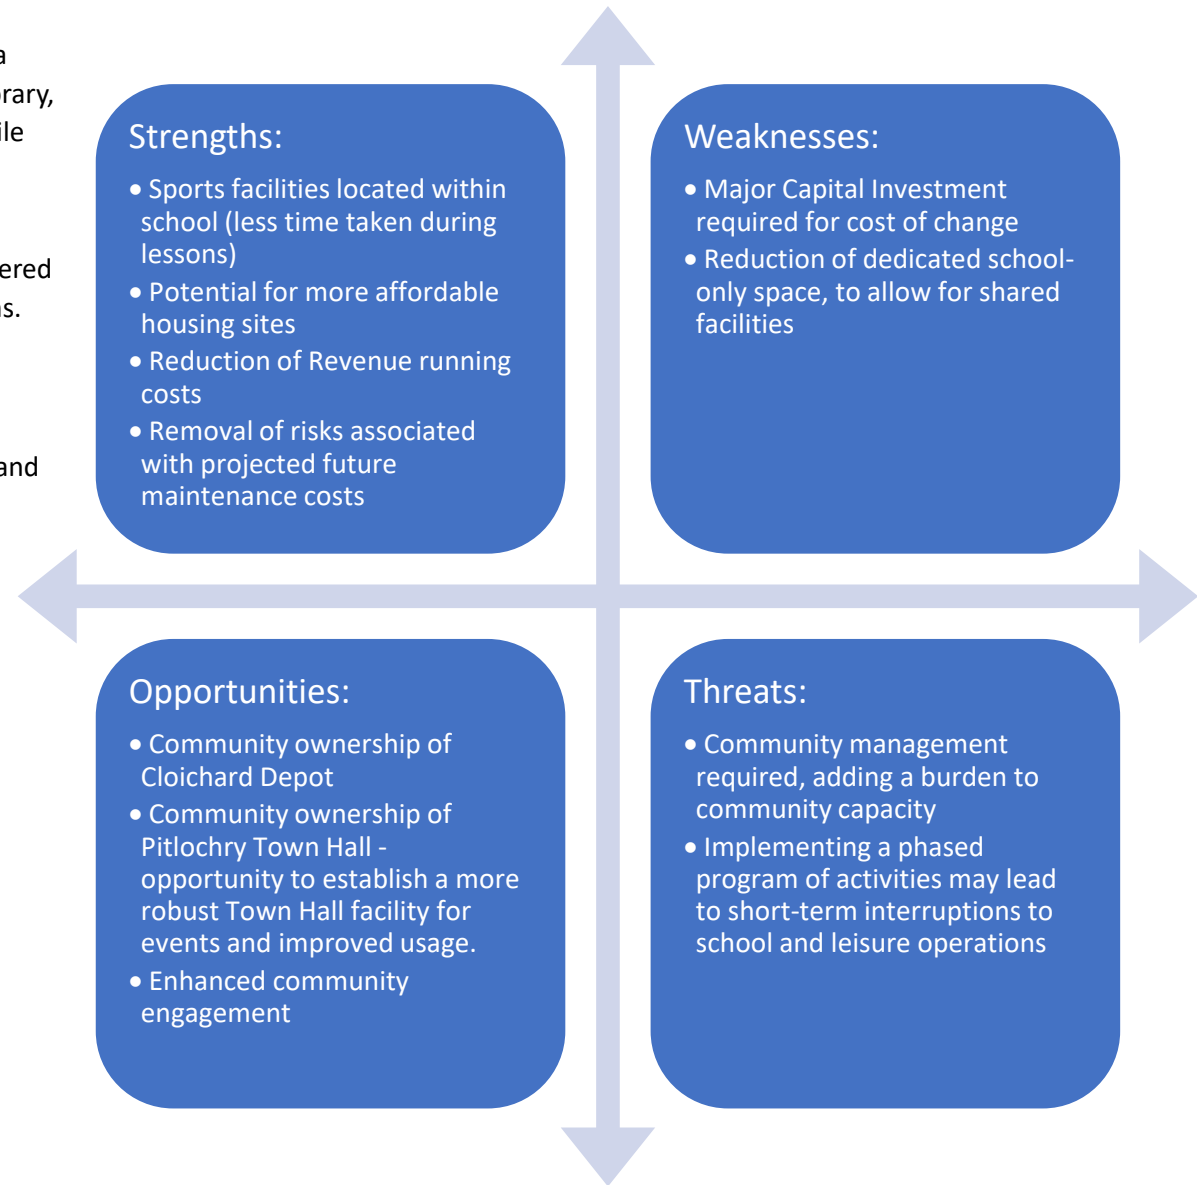 a
rary,
ile
ered
ns.
and
Strengths:
• Sports facilities located within
school (less time taken during
lessons)
• Potential for more affordable
housing sites
• Reduction of Revenue running
costs
• Removal of risks associated
with projected future
maintenance costs
Weaknesses:
• Major Capital Investment
required for cost of change
• Reduction of dedicated school-
only space, to allow for shared
facilities
Opportunities:
• Community ownership of
Cloichard Depot
• Community ownership of
Pitlochry Town Hall -
opportunity to establish a more
robust Town Hall facility for
events and improved usage.
• Enhanced community
engagement
Threats:
• Community management
required, adding a burden to
community capacity
• Implementing a phased
program of activities may lead
to short-term interruptions to
school and leisure operations